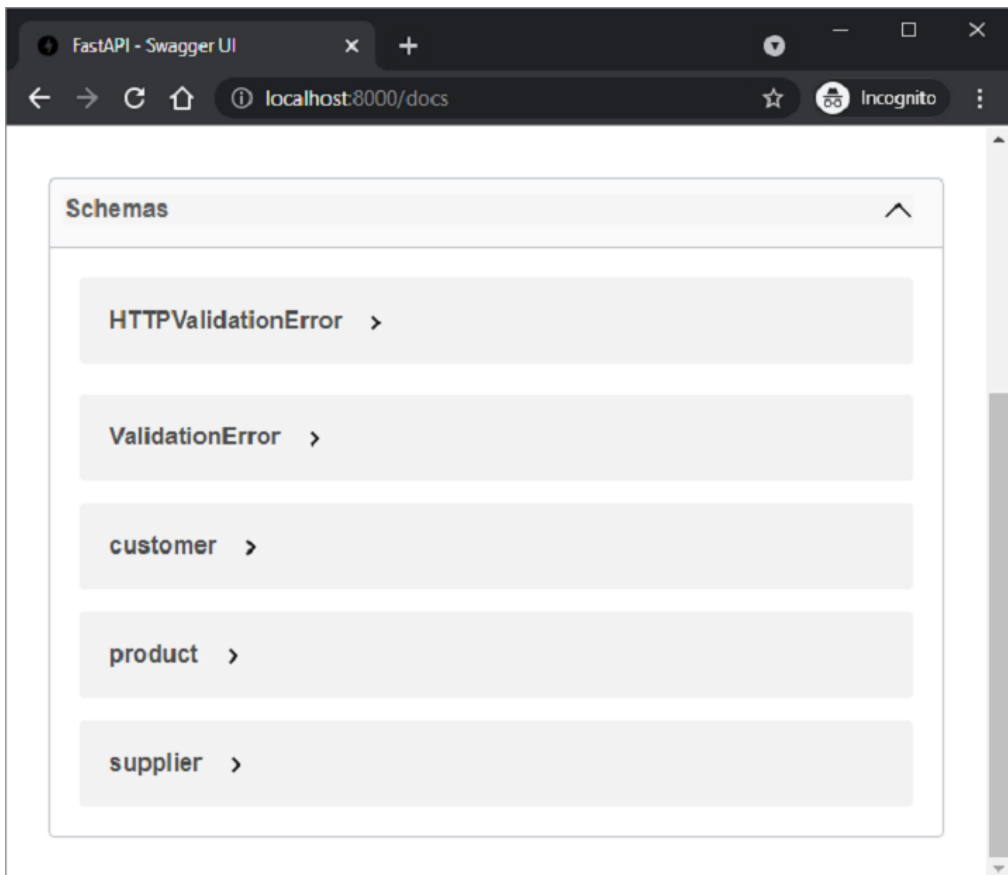 FastAPI - Swagger UI
localhost:8000/docs
Incognito
Schemas
HTTPValidationError
ValidationError
customer
product
supplier